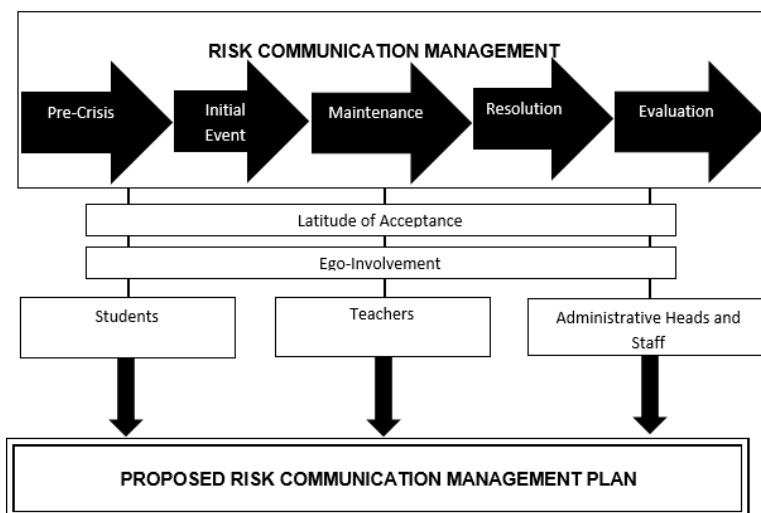 RISK COMMUNICATION MANAGEMENT
Pre-Crisis
Initial
Event
Maintenance
Resolution
Evaluation
Latitude of Acceptance
Ego-Involvement
Students
Teachers
Administrative Heads and
Staff
PROPOSED RISK COMMUNICATION MANAGEMENT PLAN